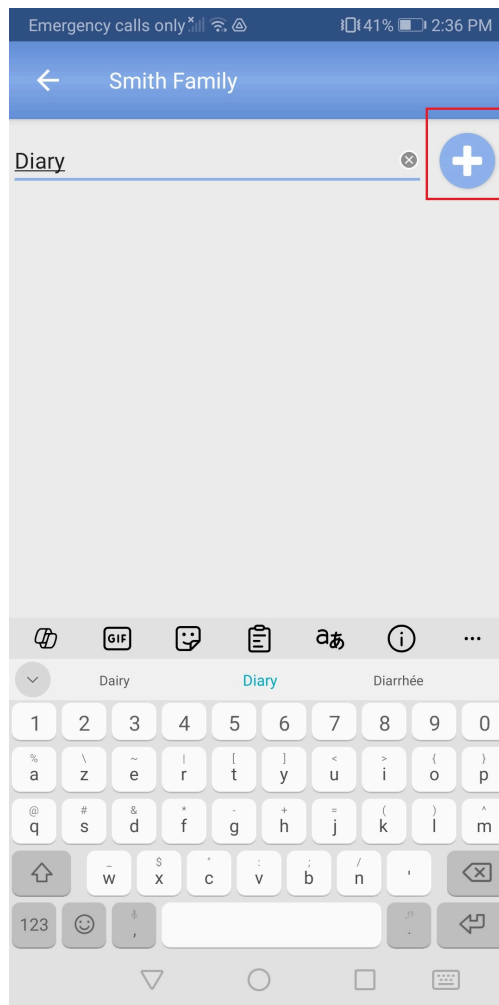 Emergency calls only 41% 2:36 PM
Smith Family
Diary
GIF aあ ...
Dairy Diary Diarrhée
1 2 3 4 5 6 7 8 9 0
% \ ~ | [ ] < > { }
a z e r t y u i o p
@ # & * - + = ( ) ^
q s d f g h j k l m
_ $ " : ; /
w x c v b n '
,!?
123 , .